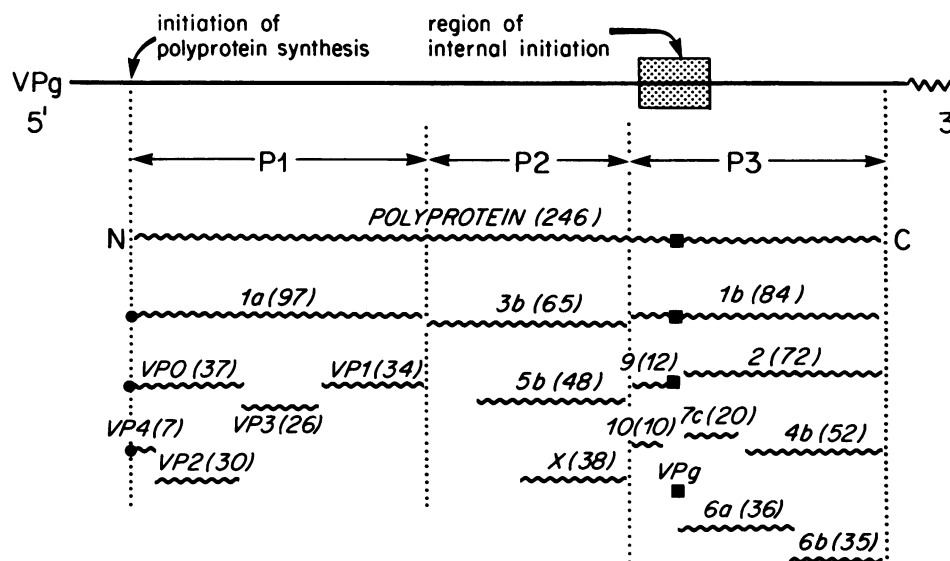 initiation of
polyprotein synthesis
region of
internal initiation
VPg
5'
3
P1
P2
P3
POLYPROTEIN (246)
N
C
1a (97)
3b (65)
1b (84)
VPO (37)
VP1 (34)
5b (48)
9 (12)
2 (72)
VP4 (7)
VP3 (26)
10 (10)
7c (20)
4b (52)
VP2 (30)
X (38)
VPg
6a (36)
6b (35)